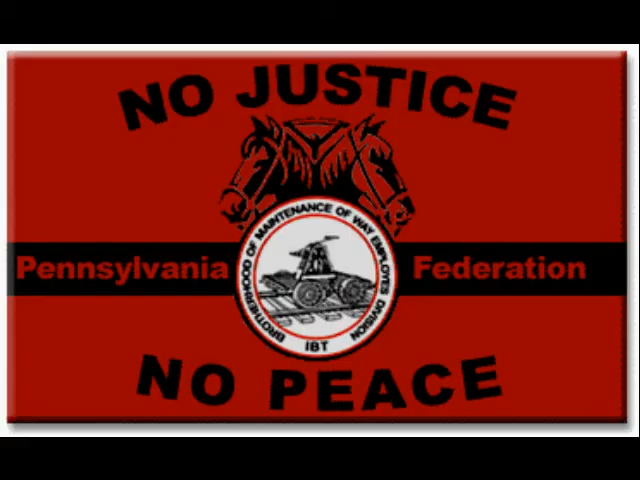 NO JUSTICE
BROTHERHOOD OF MAINTENANCE OF WAY EMPLOYES DIVISION
Pennsylvania Federation
IBT
NO PEACE